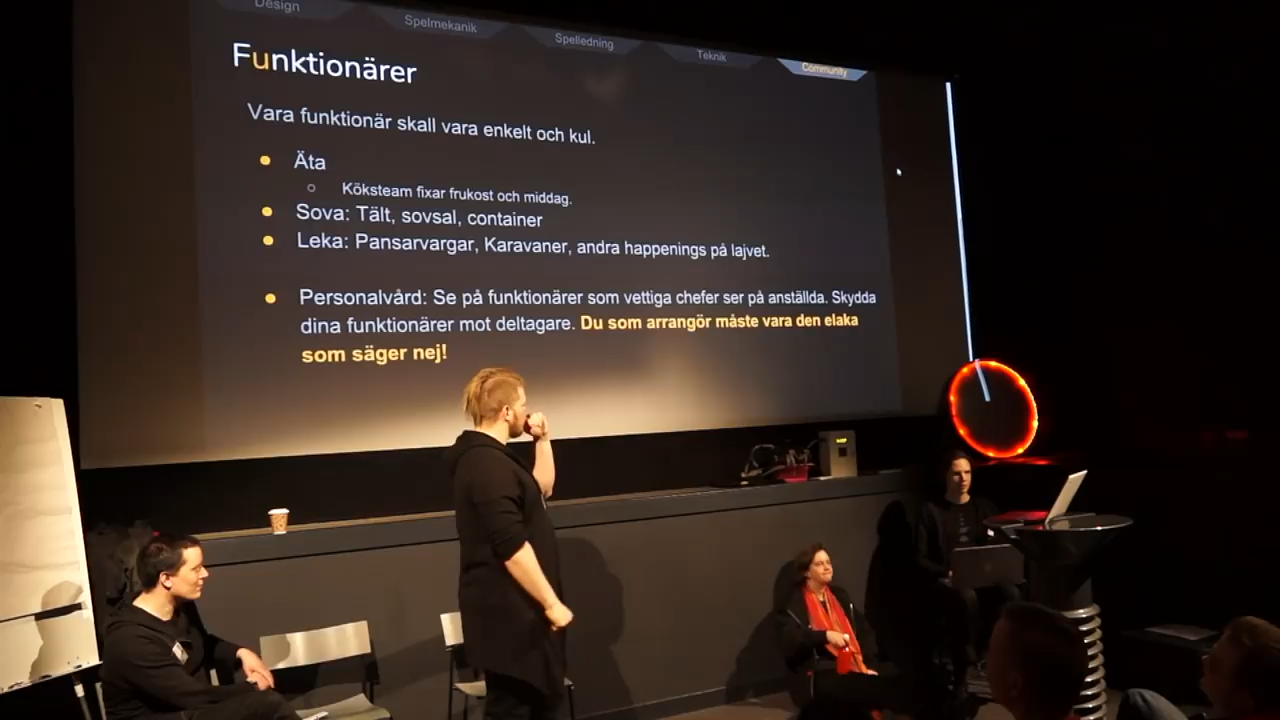 Design
Spelmekanik
Spelledning
Teknik
Community
Funktionärer
Vara funktionär skall vara enkelt och kul.
Äta
Köksteam fixar frukost och middag.
Sova: Tält, sovsal, container
Leka: Pansarvargar, Karavaner, andra happenings på lajvet.
Personalvård: Se på funktionärer som vettiga chefer ser på anställda. Skydda
dina funktionärer mot deltagare. Du som arrangör måste vara den elaka
som säger nej!